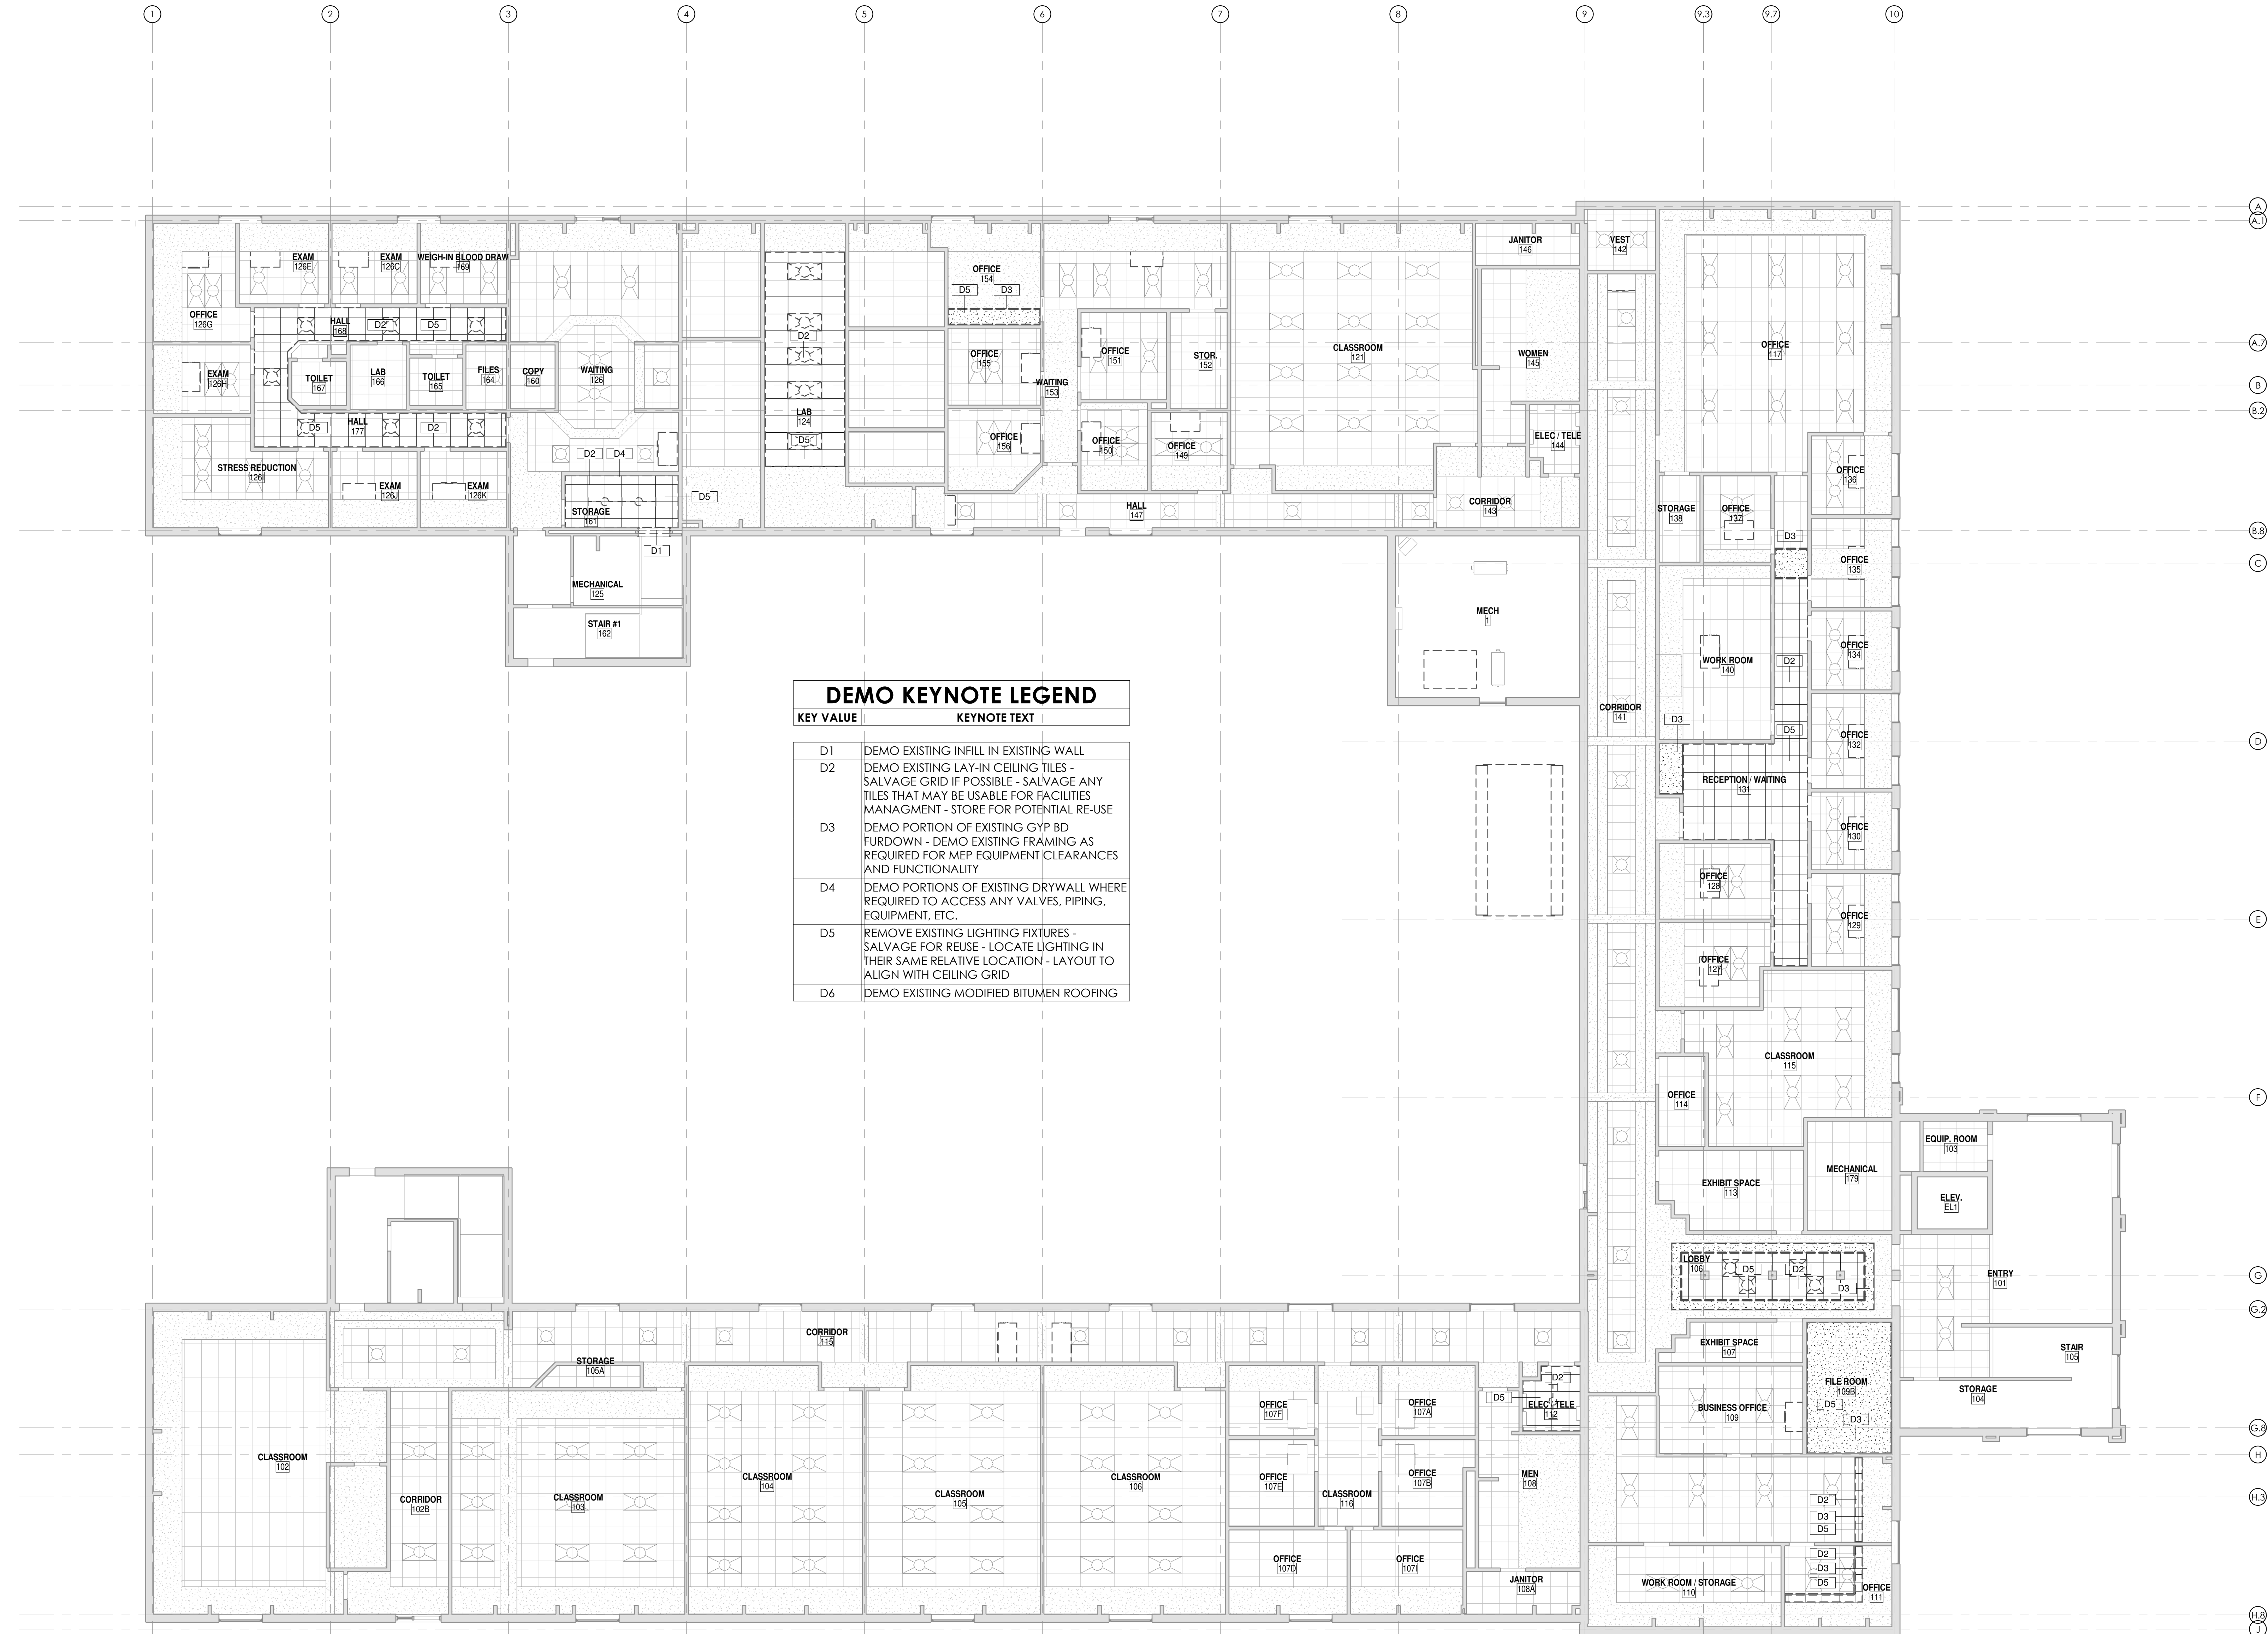 1 2 3 4 5 6 7 8 9 9.3 9.7 10
A
A.1
A.7
B
B.2
B.8
C
D
E
F
G
G.2
G.8
H
H.3
H.8
J
EXAM
126E
EXAM
126C
WEIGH-IN BLOOD DRAW
169
OFFICE
126G
HALL
168
D2
D5
EXAM
126H
TOILET
167
LAB
166
TOILET
165
FILES
164
COPY
160
WAITING
126
D5
HALL
177
D2
STRESS REDUCTION
126I
EXAM
126J
EXAM
126K
D2
D4
D5
STORAGE
161
D1
MECHANICAL
125
STAIR #1
162
D2
LAB
124
D5
OFFICE
154
D5
D3
OFFICE
155
OFFICE
156
WAITING
153
OFFICE
151
STOR.
152
OFFICE
150
OFFICE
149
HALL
147
CLASSROOM
121
JANITOR
146
WOMEN
145
ELEC / TELE
144
CORRIDOR
143
MECH
1
VEST
142
OFFICE
117
OFFICE
136
STORAGE
138
OFFICE
137
D3
OFFICE
135
OFFICE
134
WORK ROOM
140
D2
CORRIDOR
141
D3
D5
OFFICE
132
RECEPTION / WAITING
131
OFFICE
130
OFFICE
128
OFFICE
129
OFFICE
127
CLASSROOM
115
OFFICE
114
EXHIBIT SPACE
113
MECHANICAL
179
EQUIP. ROOM
103
ELEV.
EL1
LOBBY
106
D5
D2
D3
ENTRY
101
EXHIBIT SPACE
107
FILE ROOM
109B
D5
D3
STAIR
105
STORAGE
104
BUSINESS OFFICE
109
D2
D3
D5
D2
D3
D5
WORK ROOM / STORAGE
110
OFFICE
111
DEMO KEYNOTE LEGEND
KEY VALUE KEYNOTE TEXT
D1 DEMO EXISTING INFILL IN EXISTING WALL
D2 DEMO EXISTING LAY-IN CEILING TILES -
SALVAGE GRID IF POSSIBLE - SALVAGE ANY
TILES THAT MAY BE USABLE FOR FACILITIES
MANAGMENT - STORE FOR POTENTIAL RE-USE
D3 DEMO PORTION OF EXISTING GYP BD
FURDOWN - DEMO EXISTING FRAMING AS
REQUIRED FOR MEP EQUIPMENT CLEARANCES
AND FUNCTIONALITY
D4 DEMO PORTIONS OF EXISTING DRYWALL WHERE
REQUIRED TO ACCESS ANY VALVES, PIPING,
EQUIPMENT, ETC.
D5 REMOVE EXISTING LIGHTING FIXTURES -
SALVAGE FOR REUSE - LOCATE LIGHTING IN
THEIR SAME RELATIVE LOCATION - LAYOUT TO
ALIGN WITH CEILING GRID
D6 DEMO EXISTING MODIFIED BITUMEN ROOFING
CORRIDOR
115
STORAGE
105A
CLASSROOM
102
CORRIDOR
102B
CLASSROOM
103
CLASSROOM
104
CLASSROOM
105
CLASSROOM
106
OFFICE
107F
OFFICE
107A
OFFICE
107E
OFFICE
107B
CLASSROOM
116
OFFICE
107D
OFFICE
107I
D5
D2
ELEC / TELE
112
MEN
108
JANITOR
108A